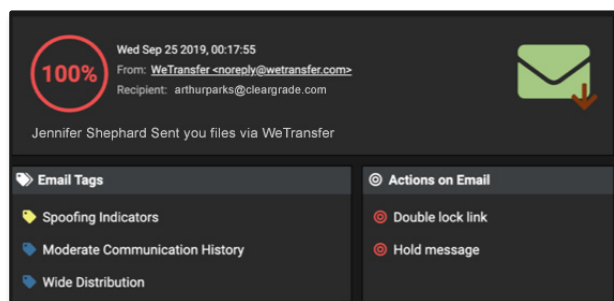 100%
Wed Sep 25 2019, 00:17:55
From: WeTransfer <noreply@wetransfer.com>
Recipient: arthurparks@cleargrade.com
Jennifer Shephard Sent you files via WeTransfer
Email Tags
Spoofing Indicators
Moderate Communication History
Wide Distribution
Actions on Email
Double lock link
Hold message